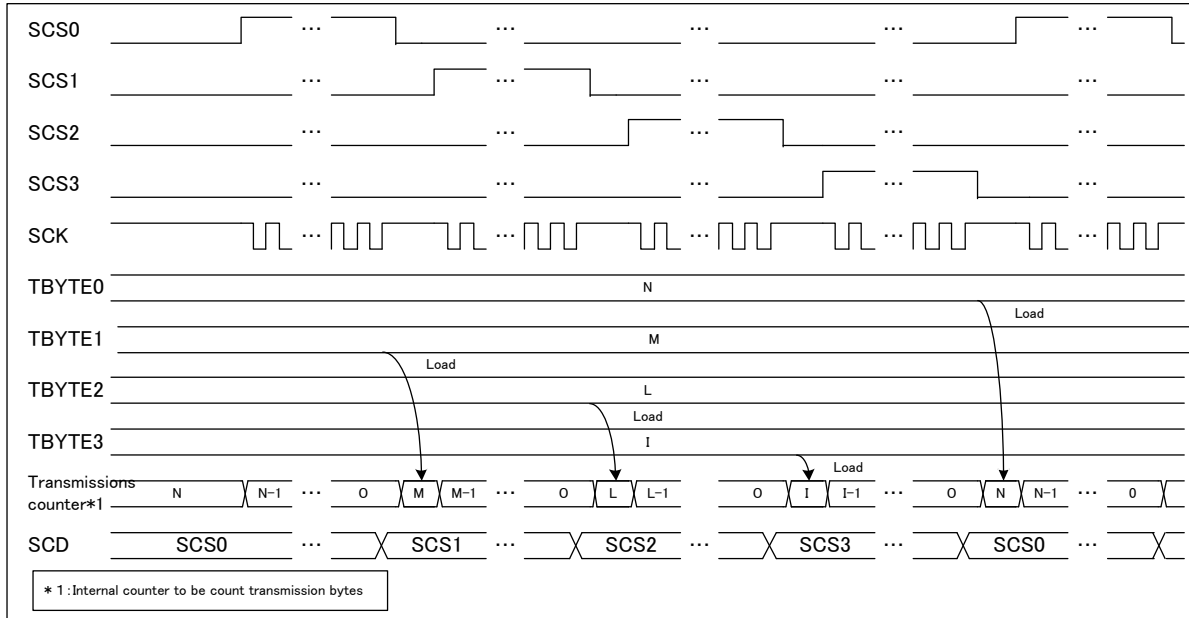 SCS0 ... ... ... ... ...
SCS1 ... ... ... ... ...
SCS2 ... ... ... ... ...
SCS3 ... ... ... ... ...
SCK ... ... ... ... ...
TBYTE0 N
Load
TBYTE1 M
Load
TBYTE2 L
Load
TBYTE3 I
Load
Transmissions
counter*1 N N-1 ... O M M-1 ... O L L-1 ... O I I-1 ... O N N-1 ... 0
SCD SCS0 ... SCS1 ... SCS2 ... SCS3 ... SCS0 ...
* 1:Internal counter to be count transmission bytes